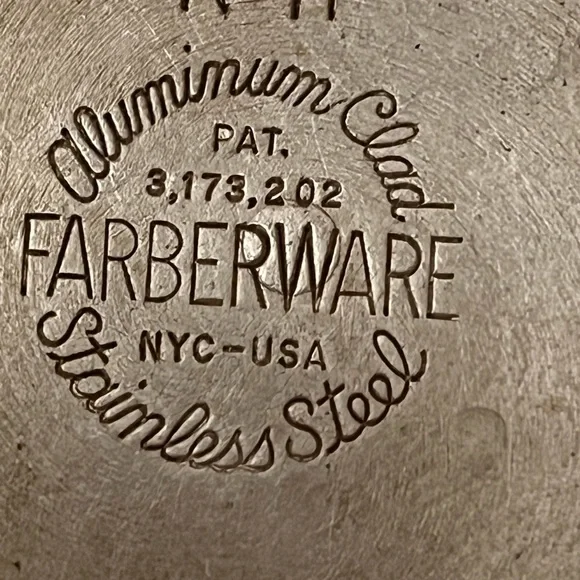 Aluminum Clad
PAT.
3,173,202
FARBERWARE
NYC-USA
Stainless Steel